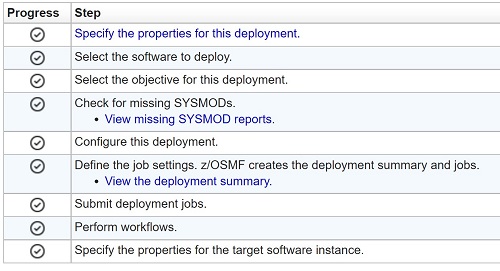 Progress Step
Specify the properties for this deployment.
Select the software to deploy.
Select the objective for this deployment.
Check for missing SYSMODs.
• View missing SYSMOD reports.
Configure this deployment.
Define the job settings. z/OSMF creates the deployment summary and jobs.
• View the deployment summary.
Submit deployment jobs.
Perform workflows.
Specify the properties for the target software instance.